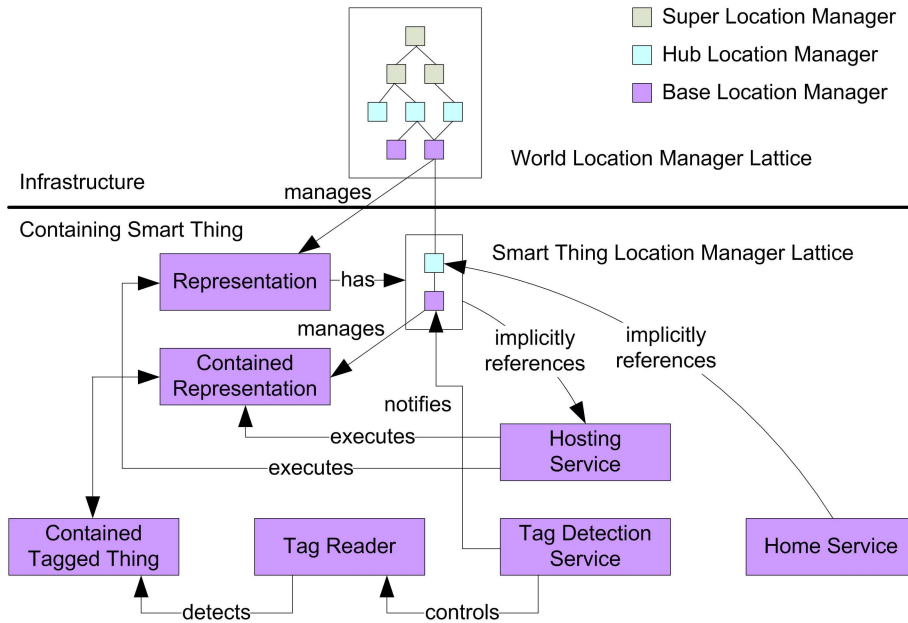 Super Location Manager
Hub Location Manager
Base Location Manager
World Location Manager Lattice
Infrastructure
manages
Containing Smart Thing
Smart Thing Location Manager Lattice
Representation
has
manages
implicitly
references
implicitly
references
Contained
Representation
notifies
executes
Hosting
Service
executes
Contained
Tagged Thing
Tag Reader
Tag Detection
Service
Home Service
detects
controls